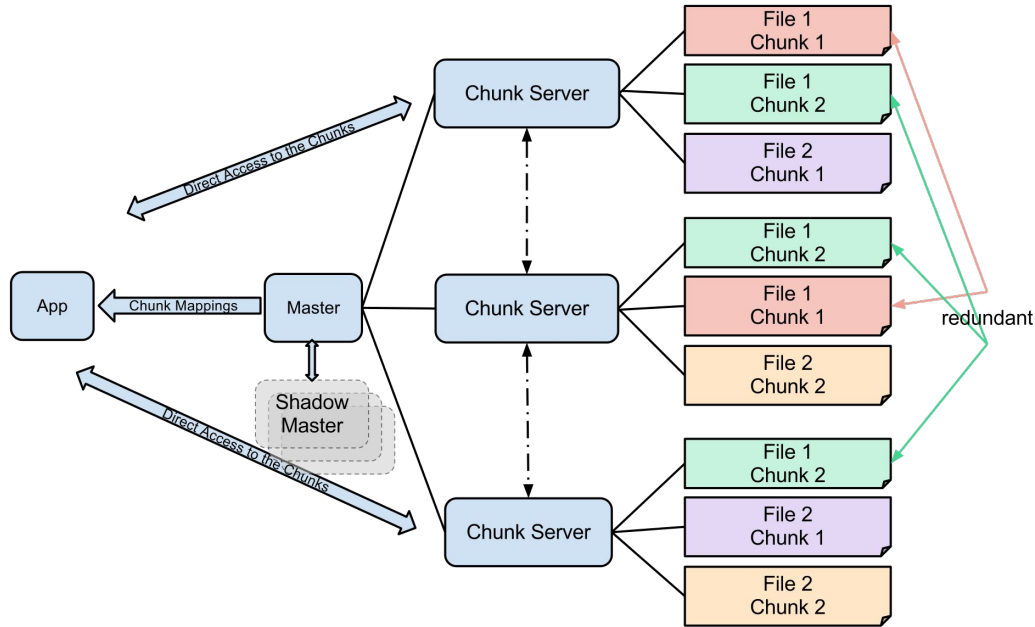 File 1
Chunk 1
Chunk Server
File 1
Chunk 2
Direct Access to the Chunks
File 2
Chunk 1
File 1
Chunk 2
App
Chunk Mappings
Master
Chunk Server
File 1
Chunk 1
redundant
File 2
Chunk 2
Shadow
Master
Direct Access to the Chunks
File 1
Chunk 2
Chunk Server
File 2
Chunk 1
File 2
Chunk 2